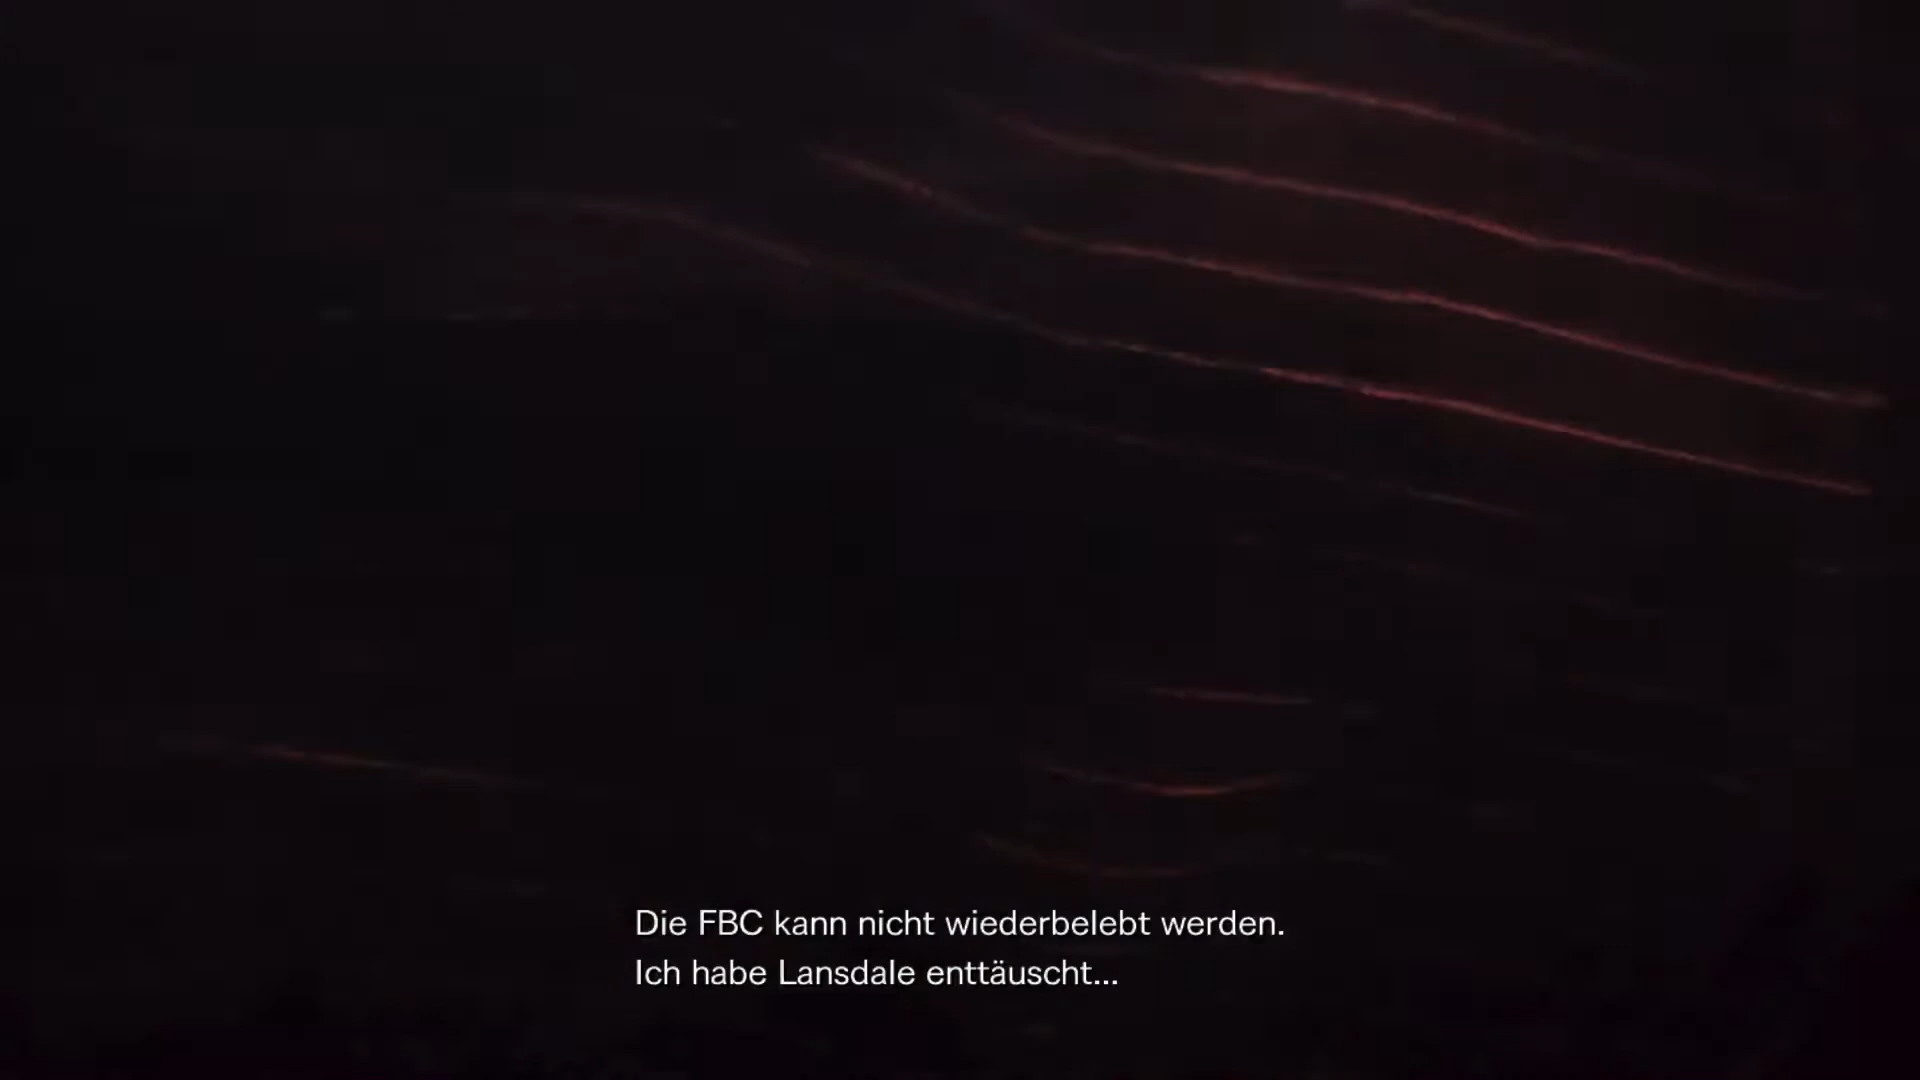 Die FBC kann nicht wiederbelebt werden.
Ich habe Lansdale enttäuscht...